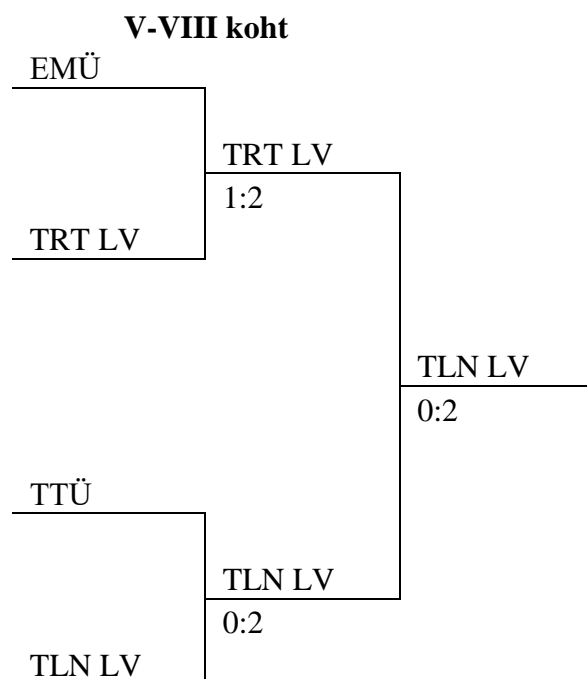 V-VIII koht
EMÜ
TRT LV
1:2
TRT LV
TLN LV
0:2
TTÜ
TLN LV
0:2
TLN LV